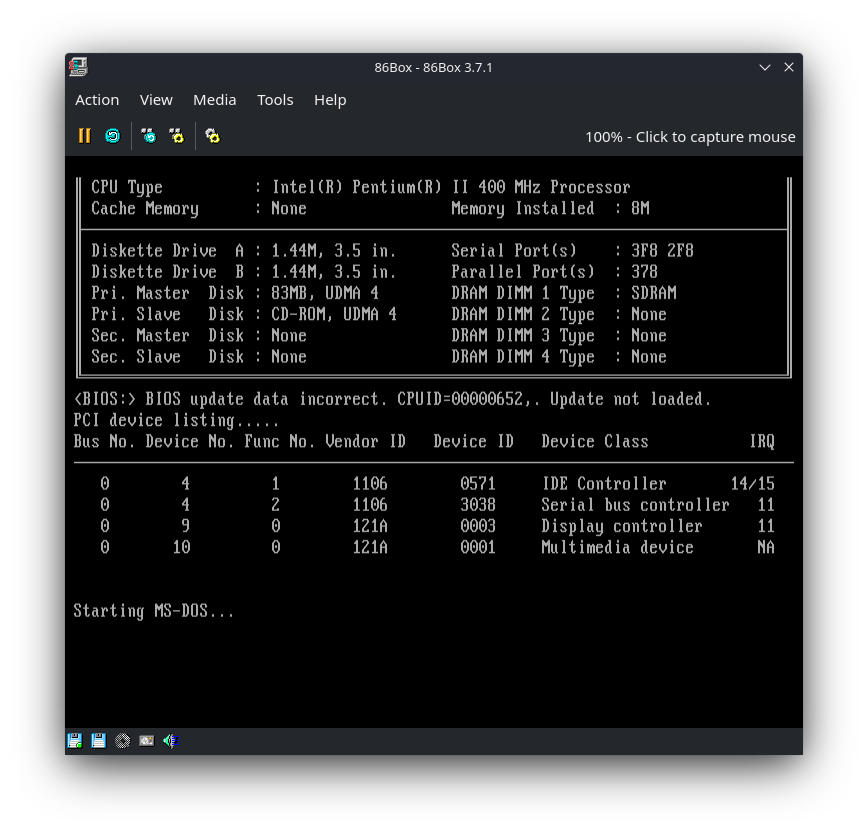 86Box - 86Box 3.7.1
Action View Media Tools Help
100% - Click to capture mouse
CPU Type : Intel(R) Pentium(R) II 400 MHz Processor
Cache Memory : None Memory Installed : 8M
Diskette Drive A : 1.44M, 3.5 in. Serial Port(s) : 3F8 2F8
Diskette Drive B : 1.44M, 3.5 in. Parallel Port(s) : 378
Pri. Master Disk : 83MB, UDMA 4 DRAM DIMM 1 Type : SDRAM
Pri. Slave Disk : CD-ROM, UDMA 4 DRAM DIMM 2 Type : None
Sec. Master Disk : None DRAM DIMM 3 Type : None
Sec. Slave Disk : None DRAM DIMM 4 Type : None
<BIOS:> BIOS update data incorrect. CPUID=00000652,. Update not loaded.
PCI device listing.....
Bus No. Device No. Func No. Vendor ID Device ID Device Class IRQ
0 4 1 1106 0571 IDE Controller 14/15
0 4 2 1106 3038 Serial bus controller 11
0 9 0 121A 0003 Display controller 11
0 10 0 121A 0001 Multimedia device NA
Starting MS-DOS...